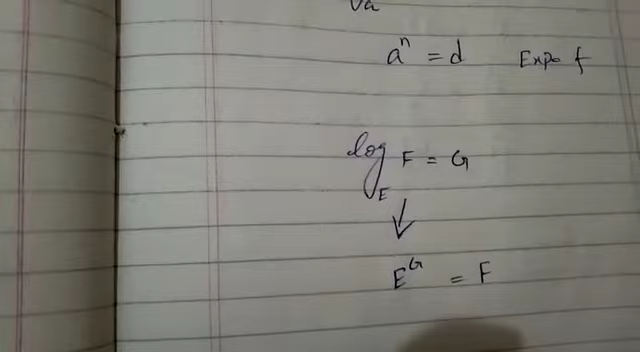 √a
aⁿ = d Expo f
log_E F = G
↓
E^G = F